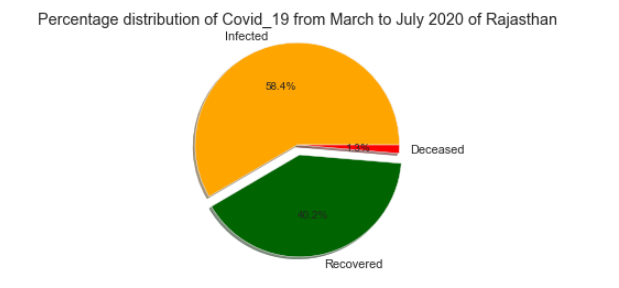 Percentage distribution of Covid_19 from March to July 2020 of Rajasthan
Infected
58.4%
1.3%
Deceased
40.2%
Recovered